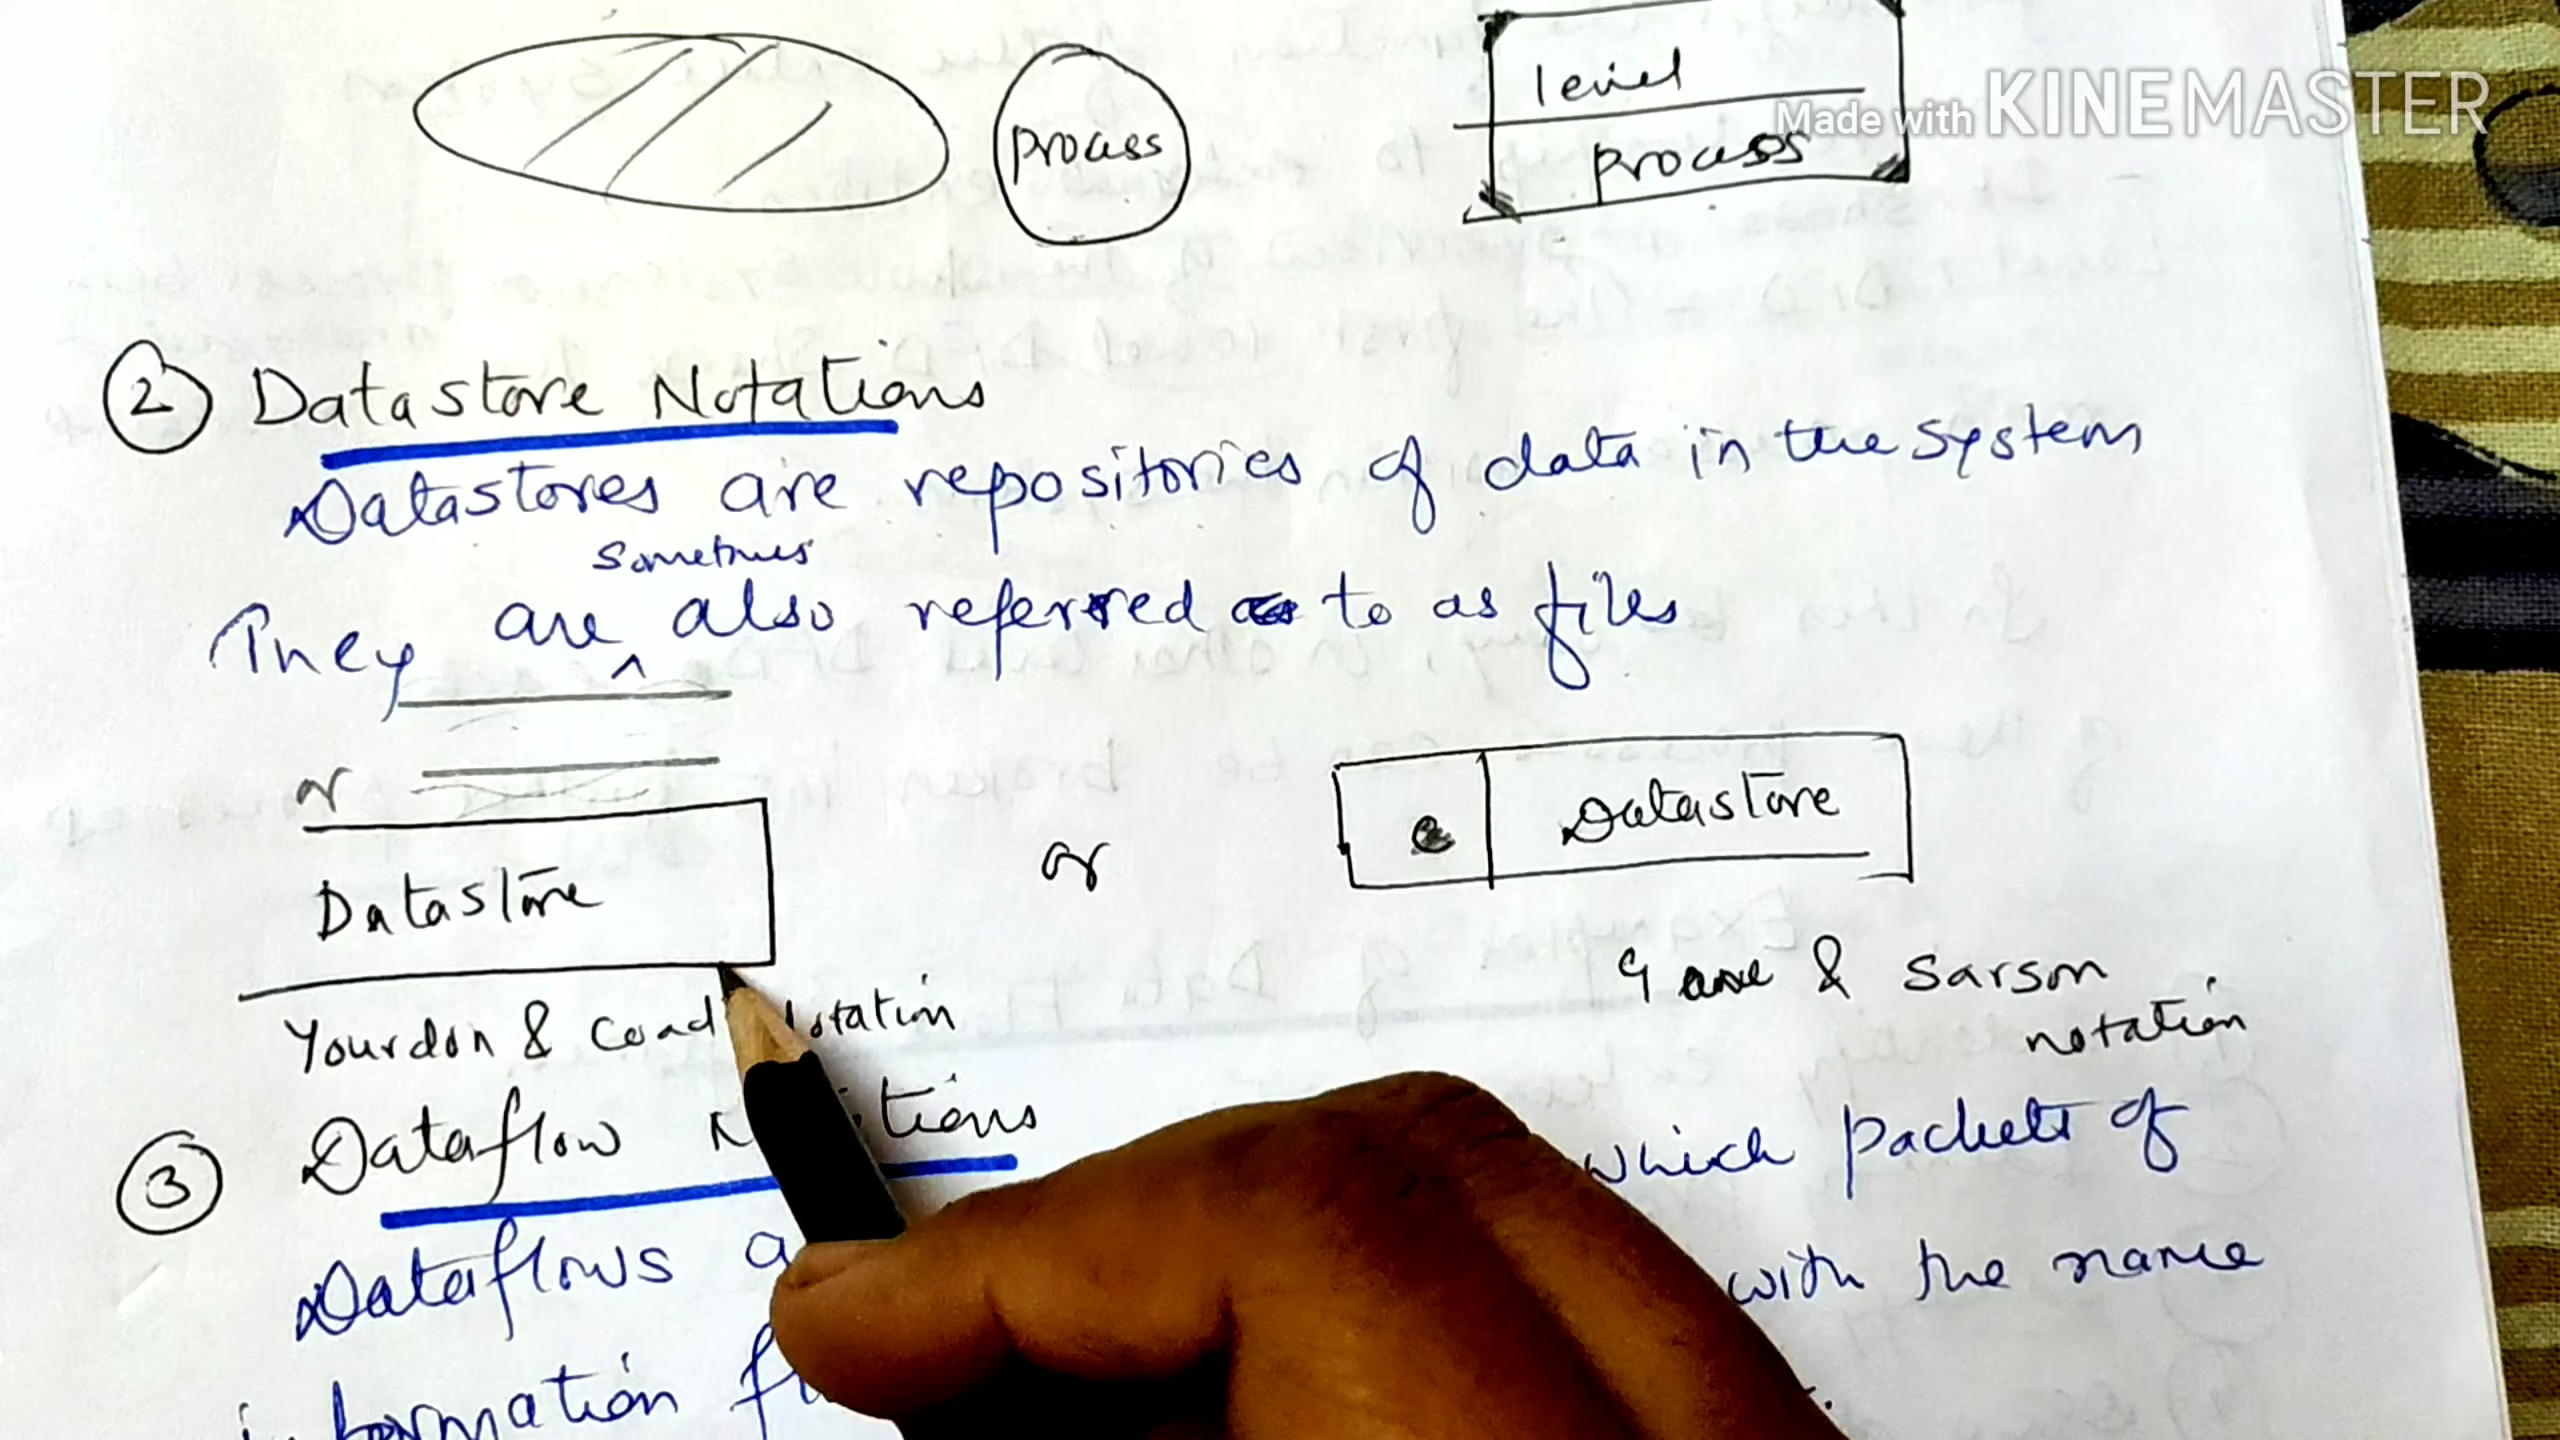 level
Made with KINEMASTER
process
process
2 Datastore Notations
Datastores are repositories of data in the system
sometimes
They are ^ also referred to as files
or
Datastore
or
Datastore
Gane & Sarson
notation
Yourdon & Coad
3 Dataflow
which packets of
Dataflows
with the name
information